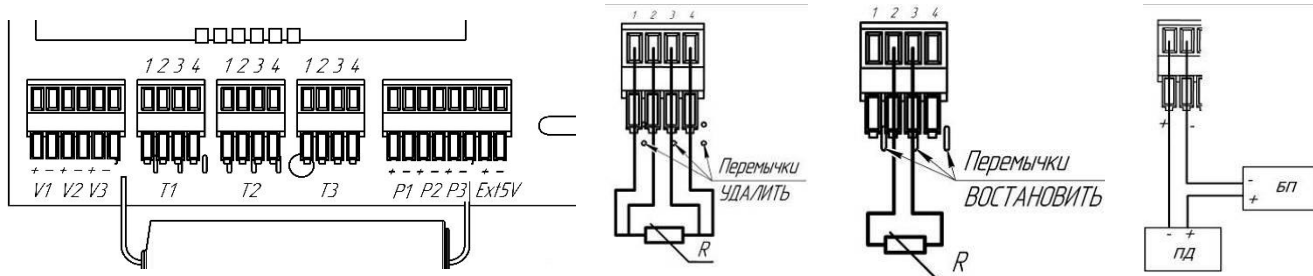 1 2 3 4
1 2 3 4
1 2 3 4
+ - + - + -
V1 V2 V3
T1
T2
T3
+ - + - + - + -
P1 P2 P3 Ext5V
1 2 3 4
Перемычки
УДАЛИТЬ
R
1 2 3 4
Перемычки
ВОСТАНОВИТЬ
R
+ -
- БП
+
- +
ПД